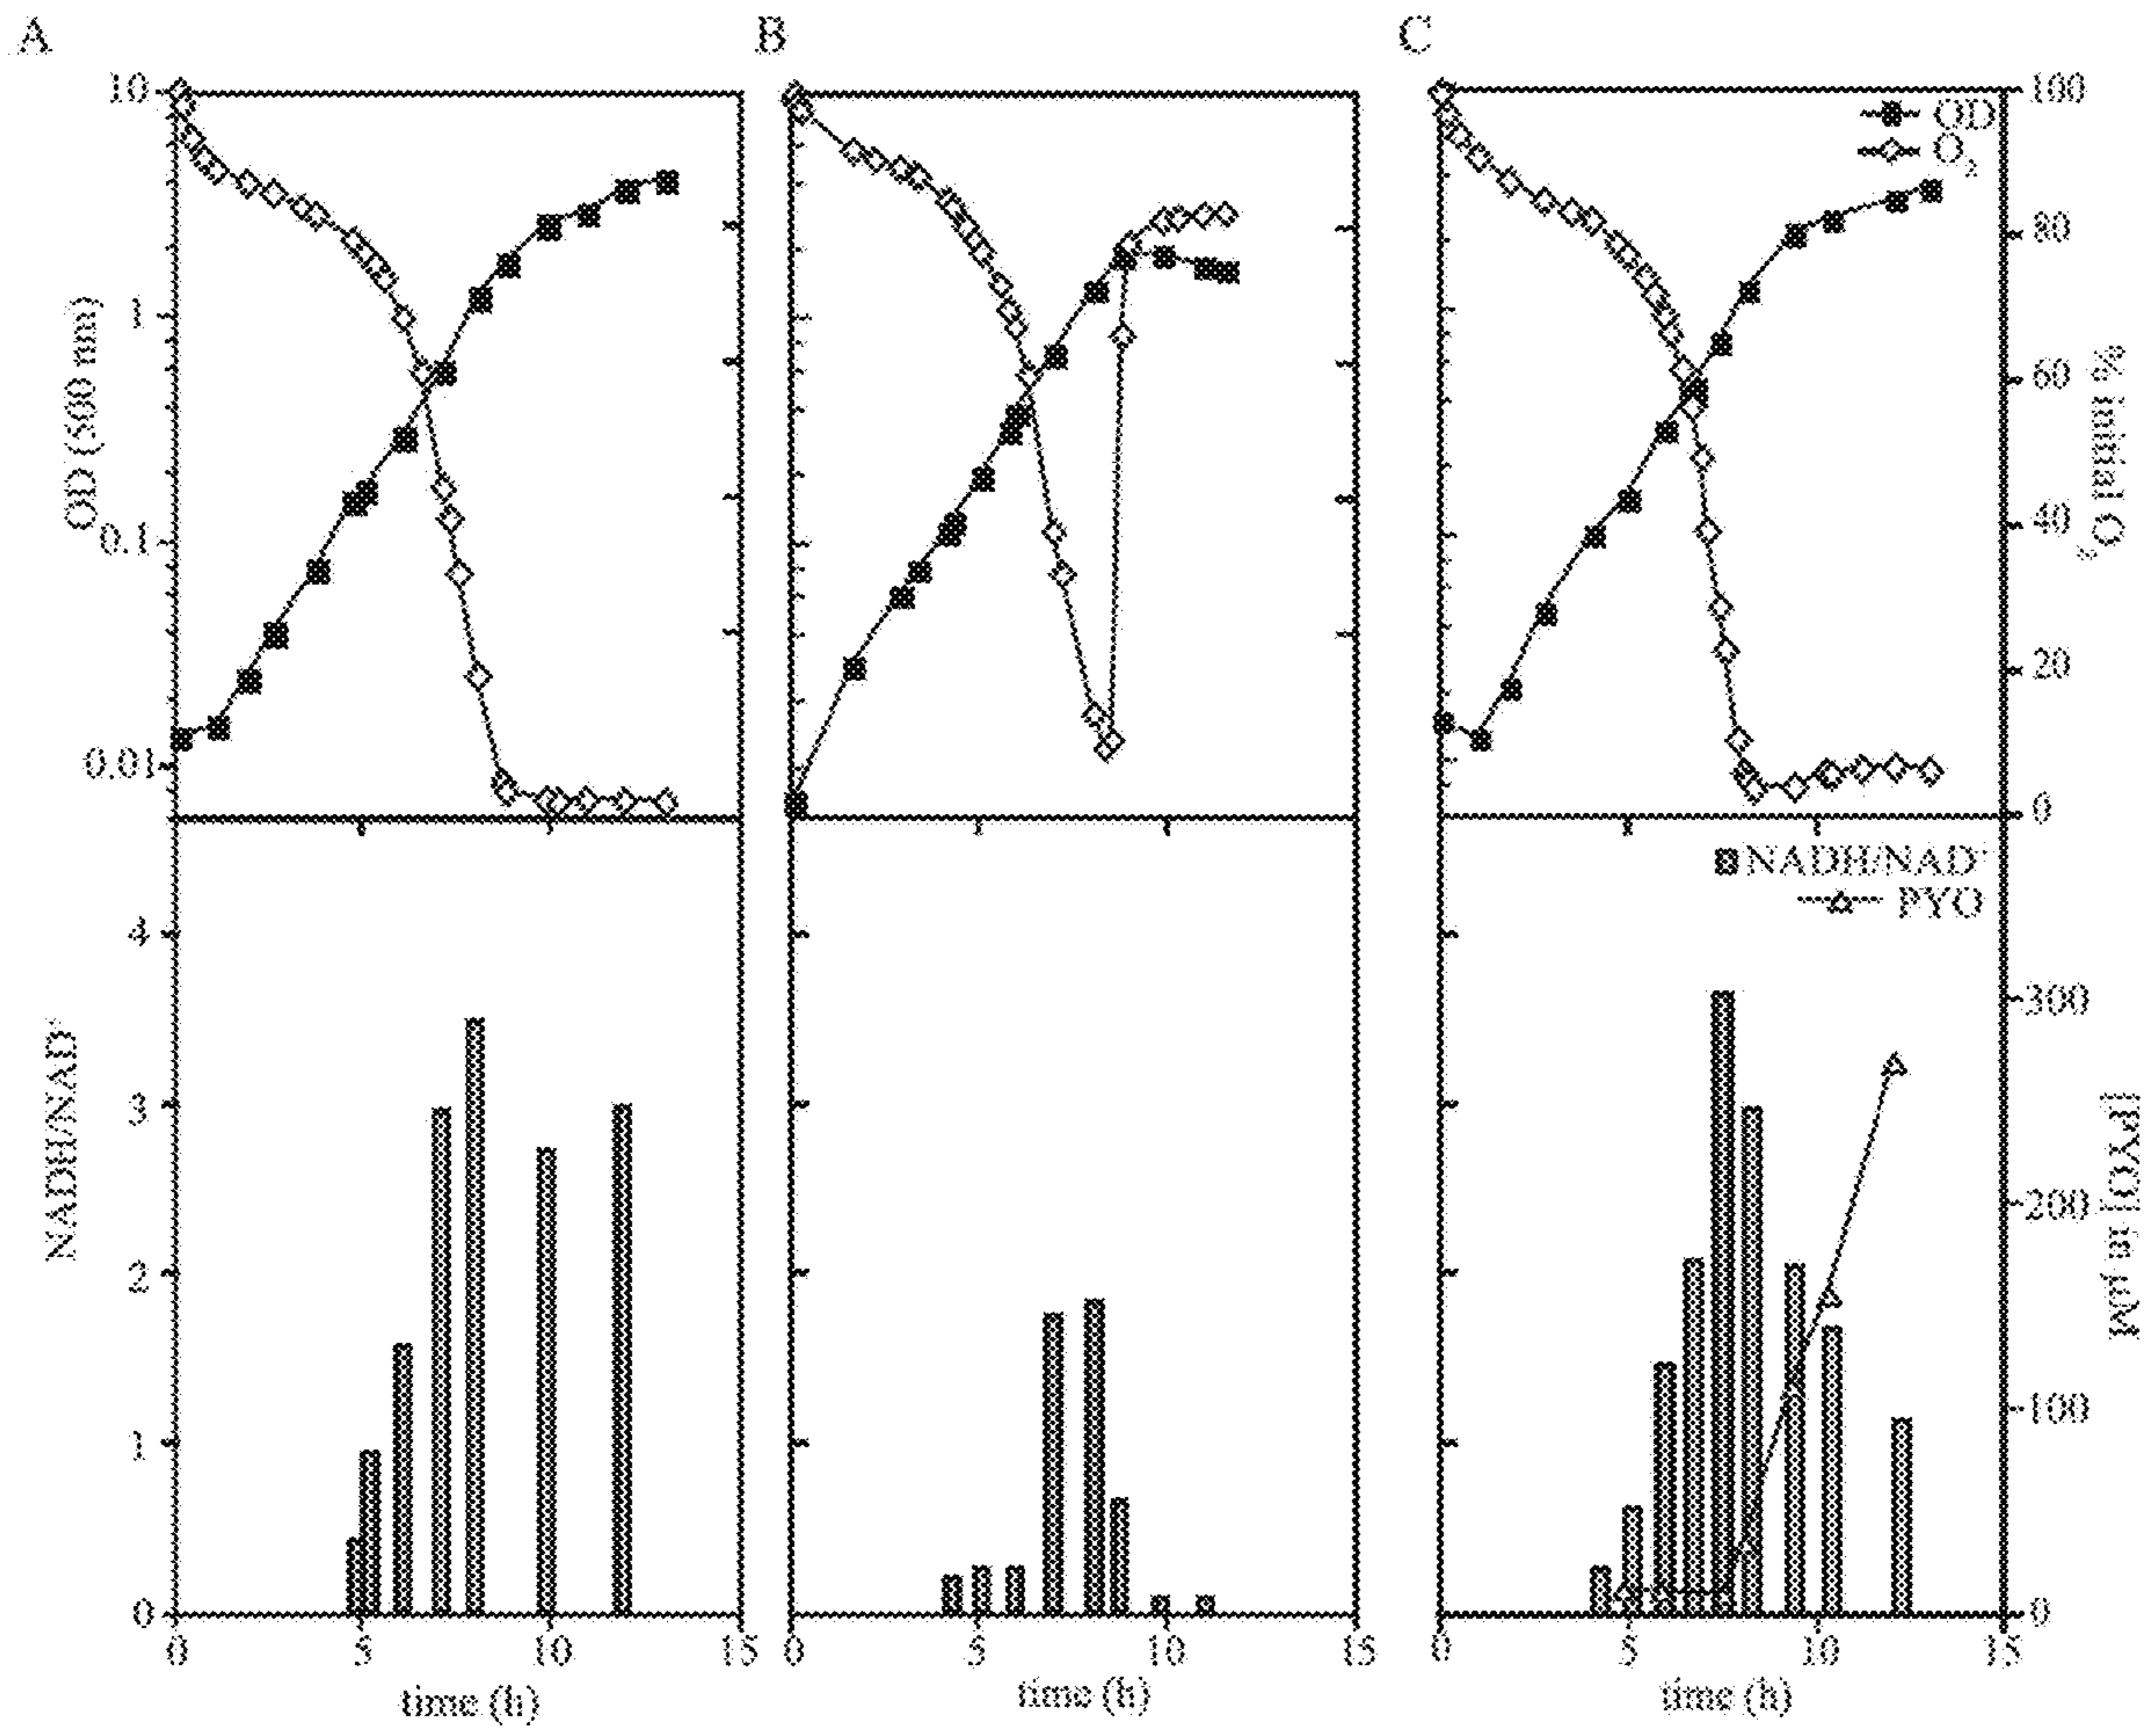 A B C
10 100
OD
O₂
80
OD (500 nm)
1
60
% initial O₂
0.1
40
20
0.01
0
NADH/NAD⁺
PYO
4
300
3
NADH/NAD⁺
200
[PYO] in µM
2
100
1
0 0
0 5 10 15 0 5 10 15 0 5 10 15
time (h) time (h) time (h)